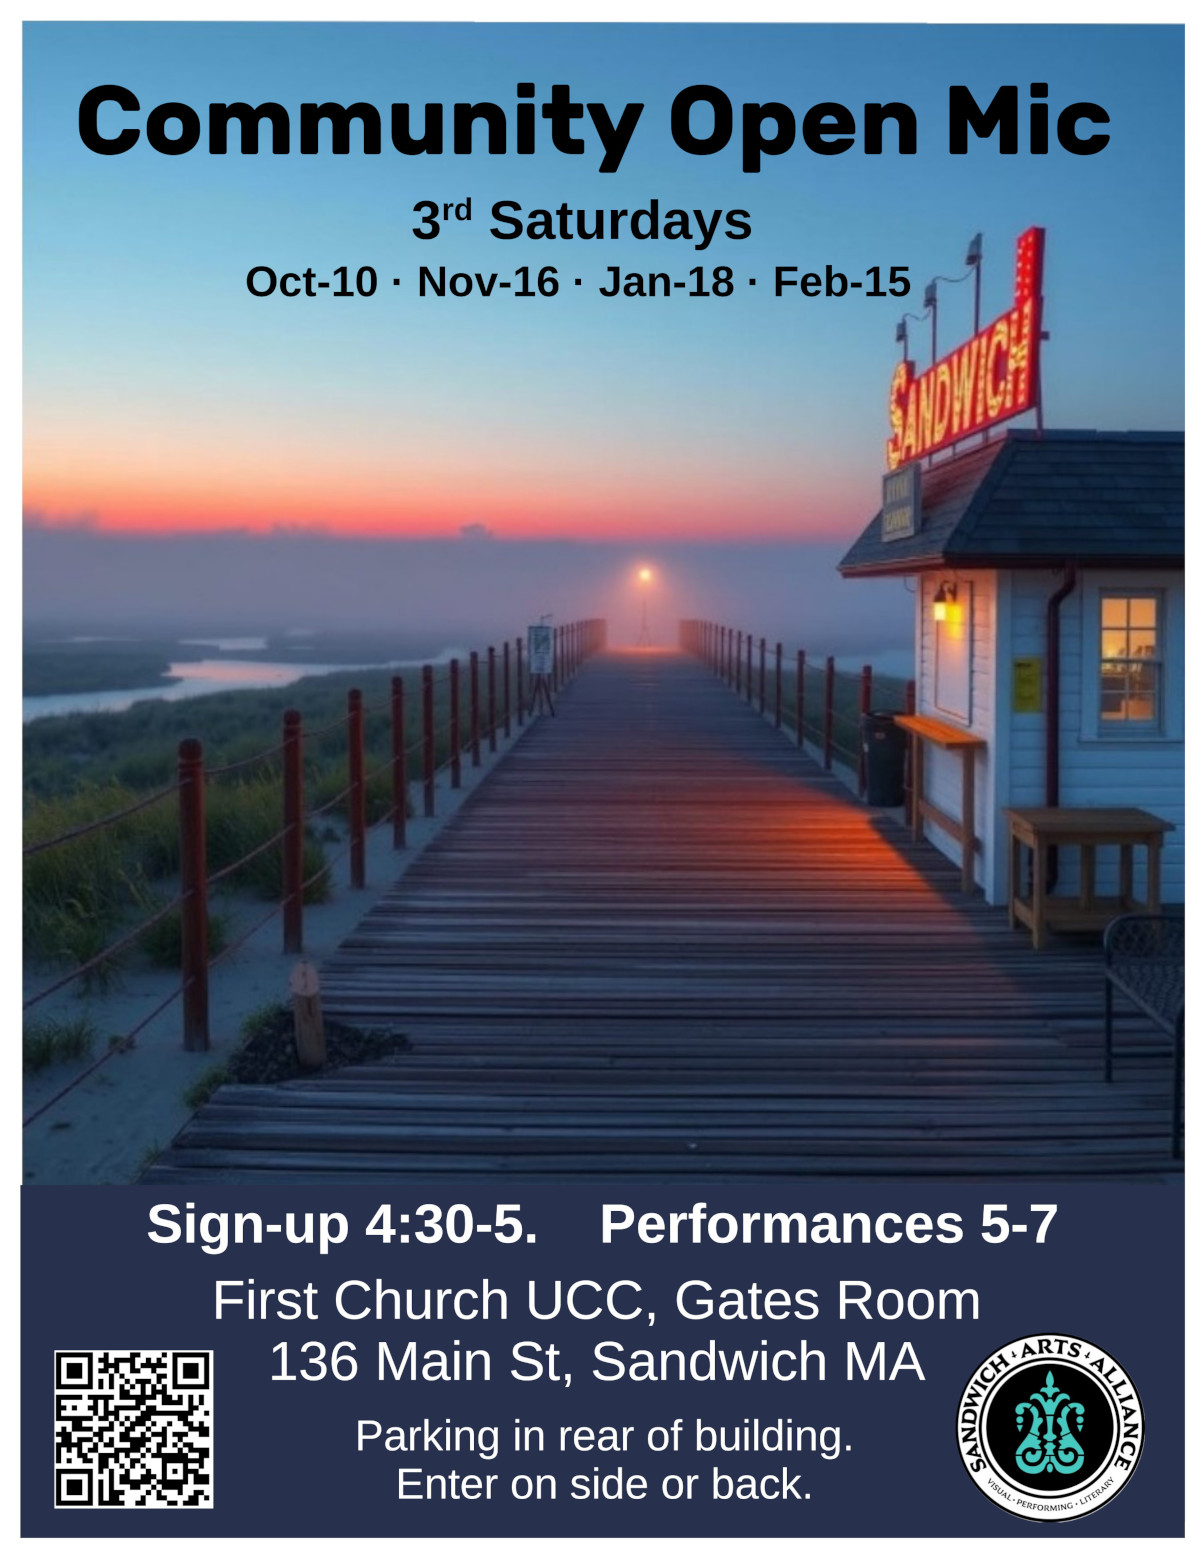 Community Open Mic
3rd Saturdays
Oct-10 · Nov-16 · Jan-18 · Feb-15
SANDWICH
Sign-up 4:30-5. Performances 5-7
First Church UCC, Gates Room
136 Main St, Sandwich MA
Parking in rear of building.
Enter on side or back.
SANDWICH · ARTS · ALLIANCE
VISUAL · PERFORMING · LITERARY